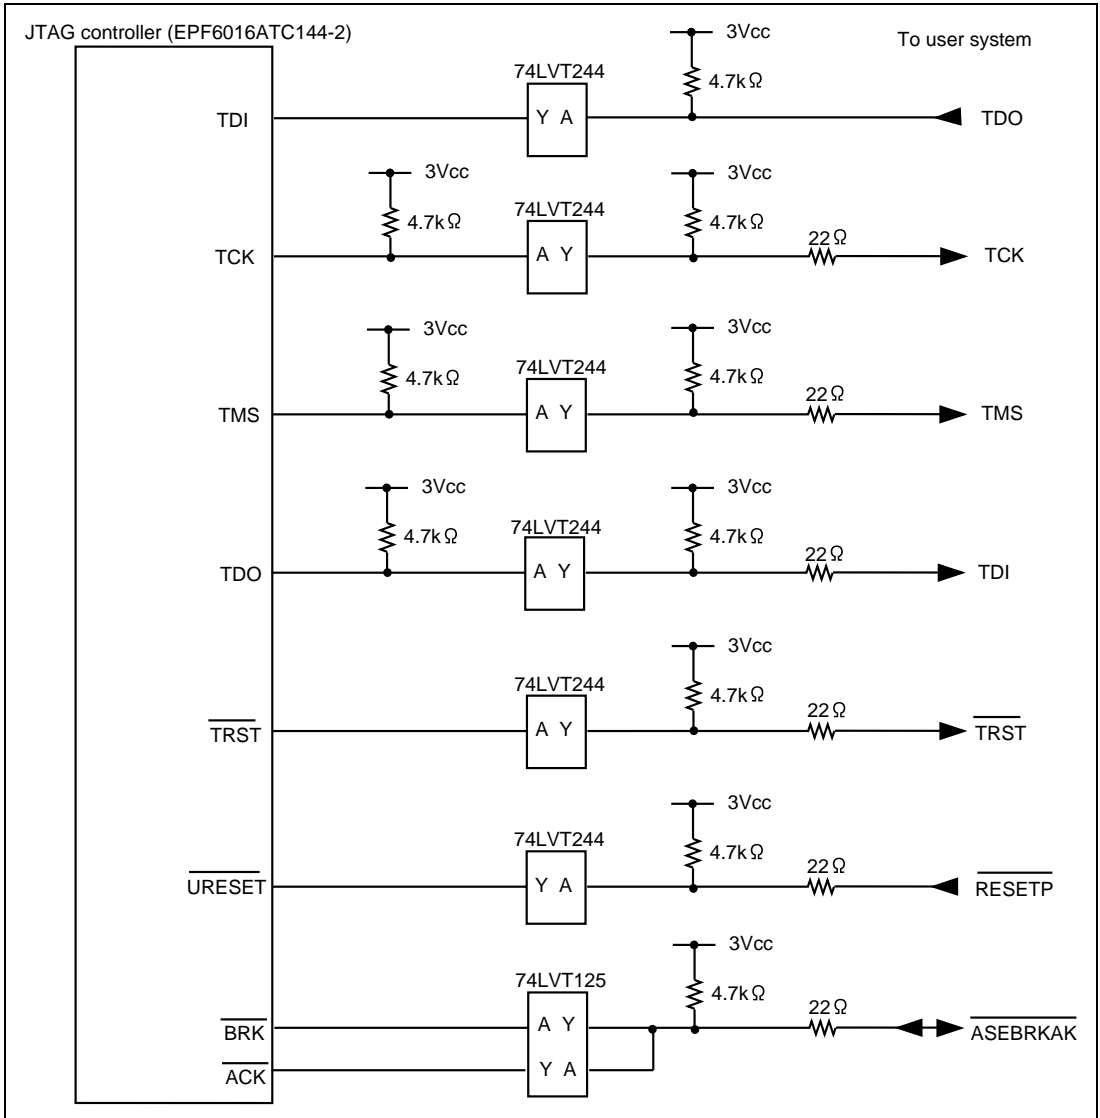 JTAG controller (EPF6016ATC144-2)
To user system
3Vcc
4.7kΩ
74LVT244
TDI
Y A
TDO
3Vcc
3Vcc
4.7kΩ
74LVT244
4.7kΩ
22Ω
TCK
A Y
TCK
3Vcc
3Vcc
4.7kΩ
74LVT244
4.7kΩ
22Ω
TMS
A Y
TMS
3Vcc
3Vcc
4.7kΩ
74LVT244
4.7kΩ
22Ω
TDO
A Y
TDI
3Vcc
74LVT244
4.7kΩ
22Ω
TRST
A Y
TRST
3Vcc
74LVT244
4.7kΩ
22Ω
URESET
Y A
RESETP
3Vcc
74LVT125
4.7kΩ
22Ω
BRK
A Y
ASEBRKAK
ACK
Y A